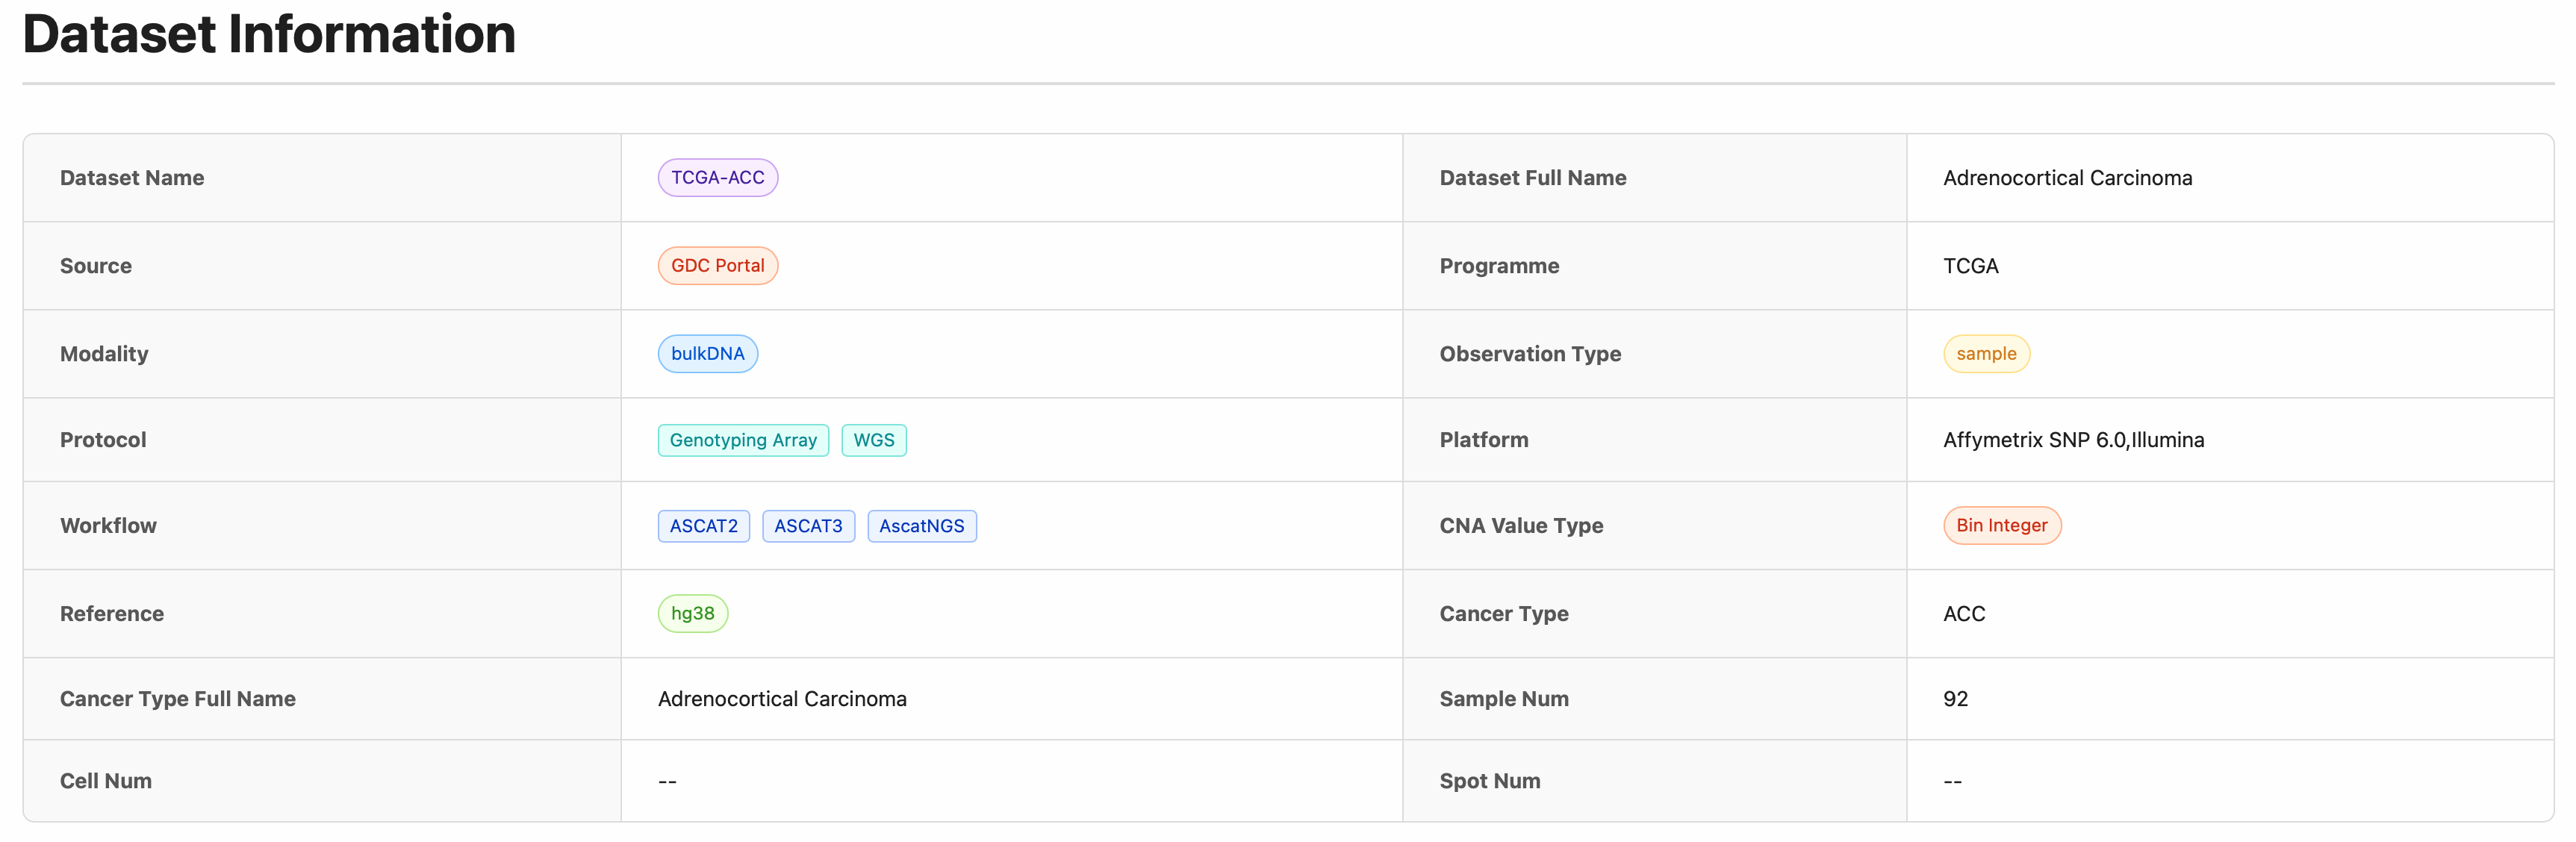 Dataset Information
Dataset Name TCGA-ACC Dataset Full Name Adrenocortical Carcinoma
Source GDC Portal Programme TCGA
Modality bulkDNA Observation Type sample
Protocol Genotyping Array WGS Platform Affymetrix SNP 6.0,Illumina
Workflow ASCAT2 ASCAT3 AscatNGS CNA Value Type Bin Integer
Reference hg38 Cancer Type ACC
Cancer Type Full Name Adrenocortical Carcinoma Sample Num 92
Cell Num -- Spot Num --